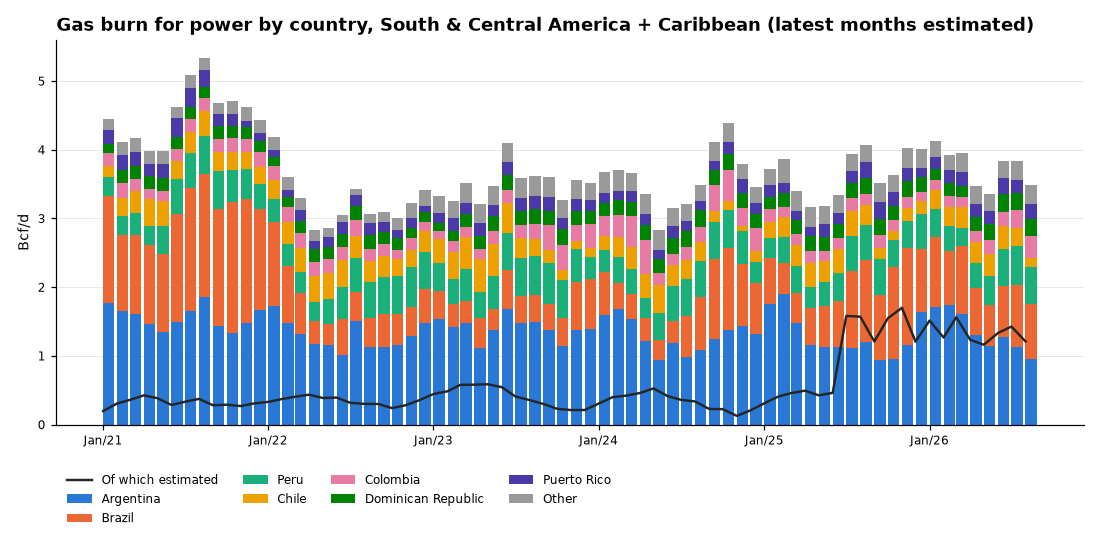 Gas burn for power by country, South & Central America + Caribbean (latest months estimated)
Bcf/d
5
4
3
2
1
0
Jan/21 Jan/22 Jan/23 Jan/24 Jan/25 Jan/26
Of which estimated Peru Colombia Puerto Rico
Argentina Chile Dominican Republic Other
Brazil